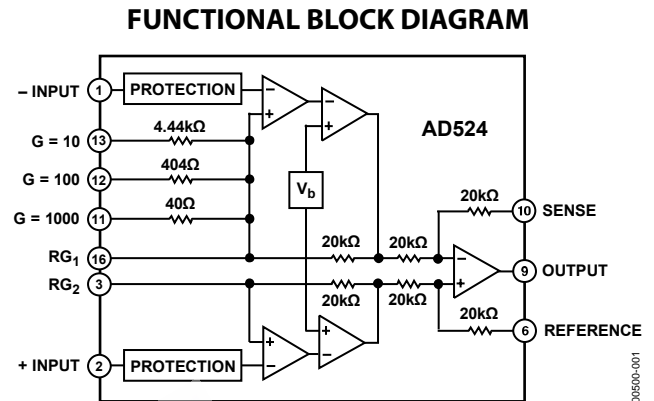 FUNCTIONAL BLOCK DIAGRAM
– INPUT 1 PROTECTION – +
– +
AD524
G = 10 13 4.44kΩ
G = 100 12 404Ω
Vb
G = 1000 11 40Ω
20kΩ 10 SENSE
RG1 16 20kΩ 20kΩ
RG2 3 20kΩ 20kΩ
– + 9 OUTPUT
20kΩ 6 REFERENCE
+ –
+ –
+ INPUT 2 PROTECTION
00500-001